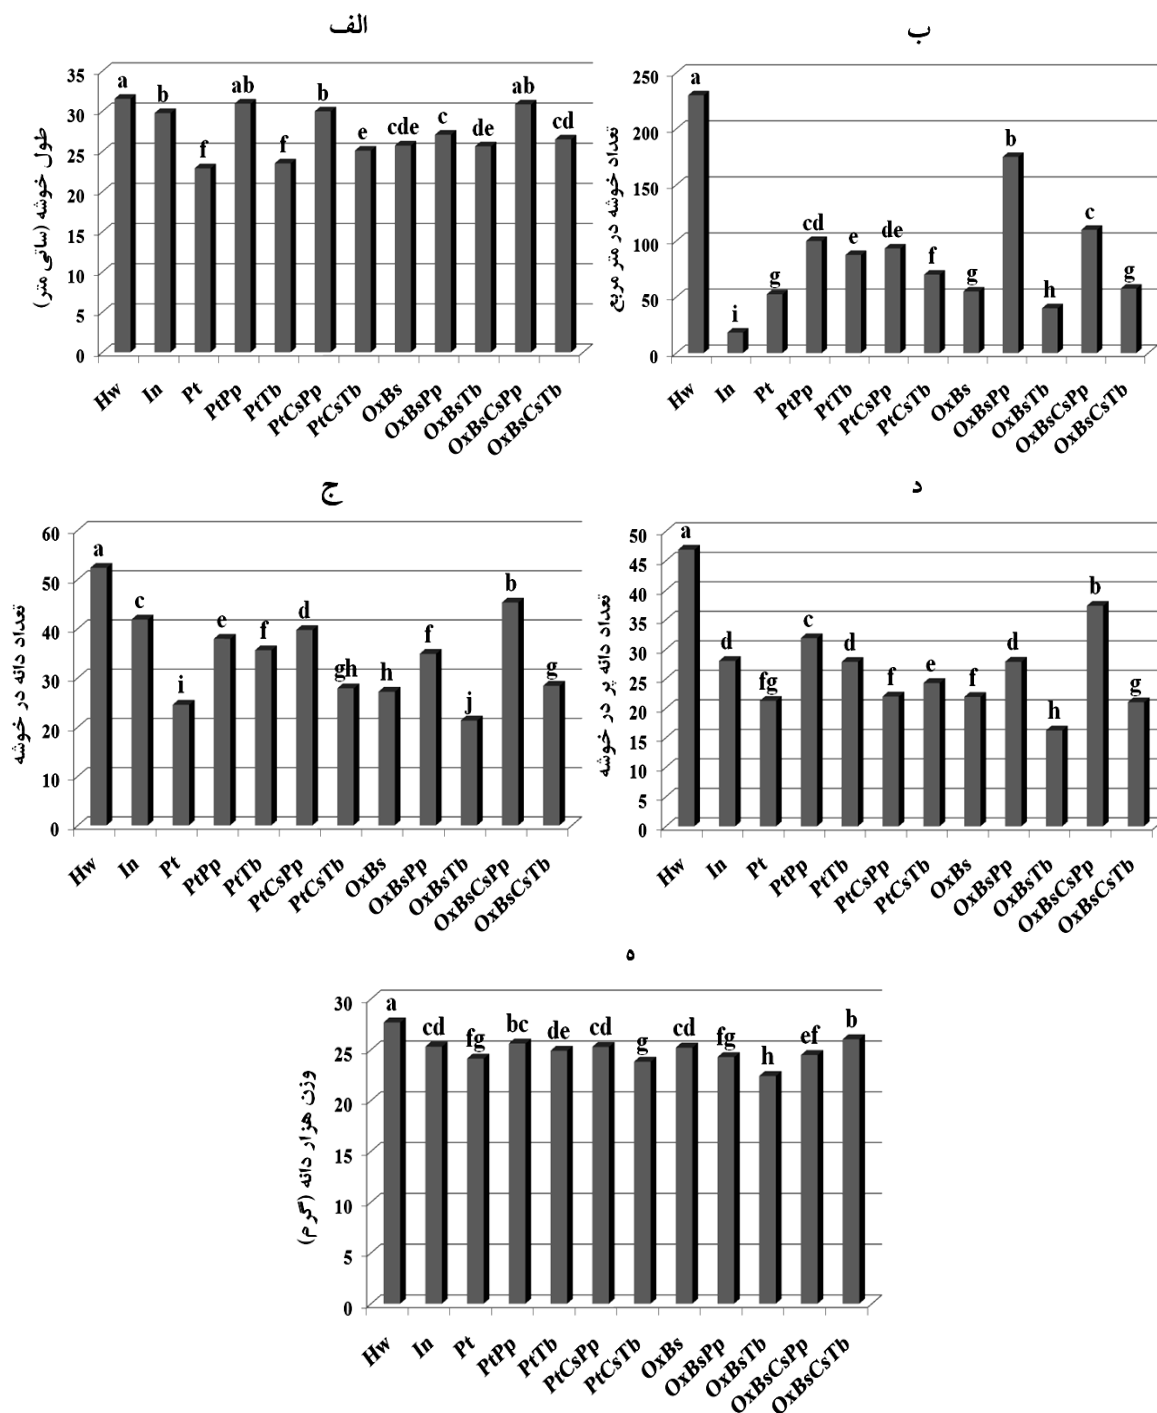 الف
a b f ab f b e cde c de ab cd
35
30
25
20
15
10
5
0
طول خوشه (سانتی متر)
Hw In Pt PtPp PtTb PtCsPp PtCsTb OxBs OxBsPp OxBsTb OxBsCsPp OxBsCsTb
ب
a i g cd e de f g b h c g
250
200
150
100
50
0
تعداد خوشه در متر مربع
Hw In Pt PtPp PtTb PtCsPp PtCsTb OxBs OxBsPp OxBsTb OxBsCsPp OxBsCsTb
ج
a c i e f d gh h f j b g
60
50
40
30
20
10
0
تعداد دانه در خوشه
Hw In Pt PtPp PtTb PtCsPp PtCsTb OxBs OxBsPp OxBsTb OxBsCsPp OxBsCsTb
د
a d fg c d f e f d h b g
50
45
40
35
30
25
20
15
10
5
0
تعداد دانه پر در خوشه
Hw In Pt PtPp PtTb PtCsPp PtCsTb OxBs OxBsPp OxBsTb OxBsCsPp OxBsCsTb
ه
a cd fg bc de cd g cd fg h ef b
30
25
20
15
10
5
0
وزن هزار دانه (گرم)
Hw In Pt PtPp PtTb PtCsPp PtCsTb OxBs OxBsPp OxBsTb OxBsCsPp OxBsCsTb